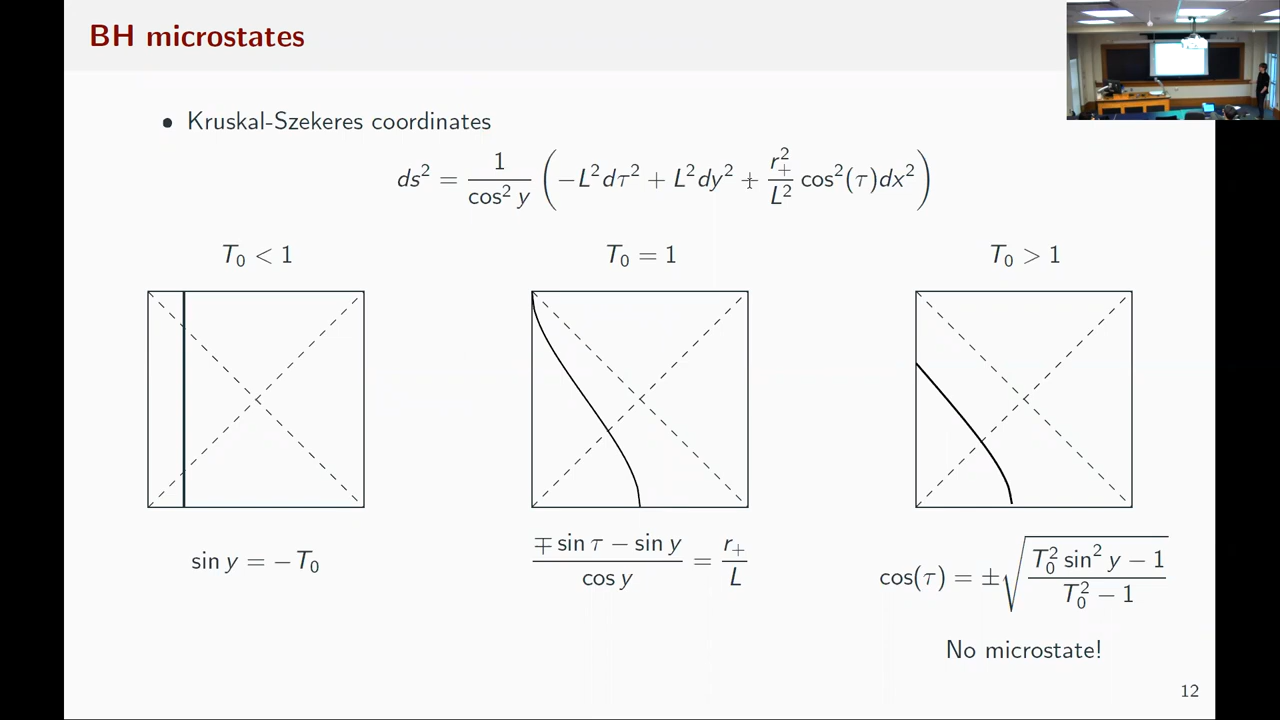 BH microstates
• Kruskal-Szekeres coordinates
ds² = 1/cos² y (−L²dτ² + L²dy² + r₊²/L² cos²(τ)dx²)
T₀ < 1
T₀ = 1
T₀ > 1
sin y = −T₀
(∓ sin τ − sin y)/cos y = r₊/L
cos(τ) = ±√((T₀² sin² y − 1)/(T₀² − 1))
No microstate!
12